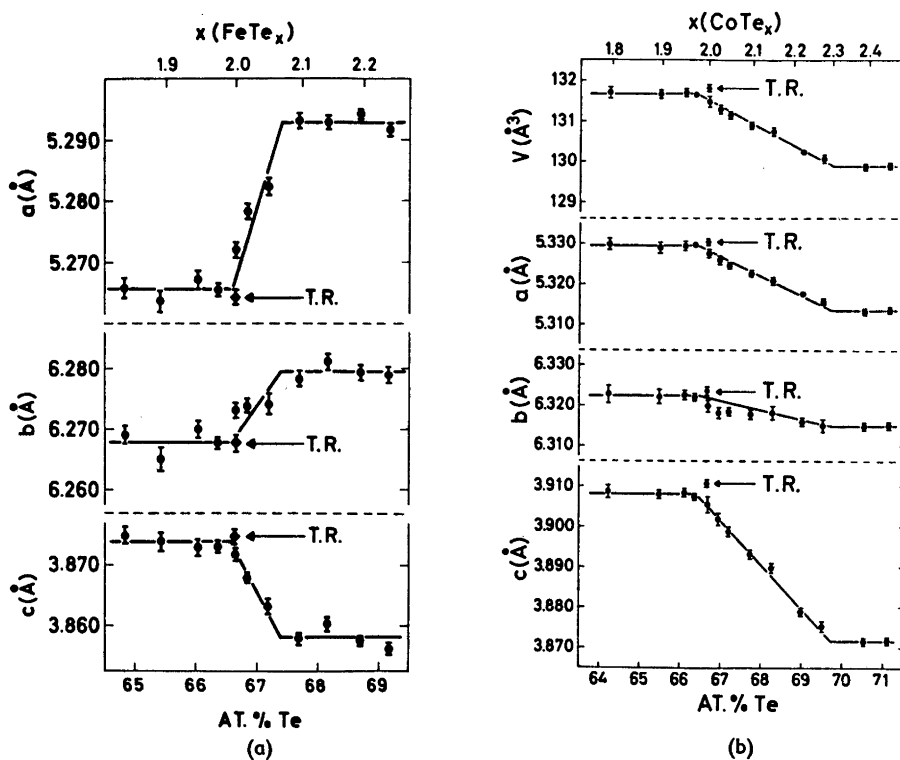 x (FeTeₓ)
1.9 2.0 2.1 2.2
a (Å)
5.290
5.280
5.270
5.260
T.R.
b (Å)
6.280
6.270
6.260
T.R.
c (Å)
3.870
3.860
T.R.
65 66 67 68 69
AT. % Te
(a)
x(CoTeₓ)
1.8 1.9 2.0 2.1 2.2 2.3 2.4
V (Å³)
132
131
130
129
T.R.
a (Å)
5.330
5.320
5.310
T.R.
b (Å)
6.330
6.320
6.310
T.R.
c (Å)
3.910
3.900
3.890
3.880
3.870
T.R.
64 65 66 67 68 69 70 71
AT. % Te
(b)